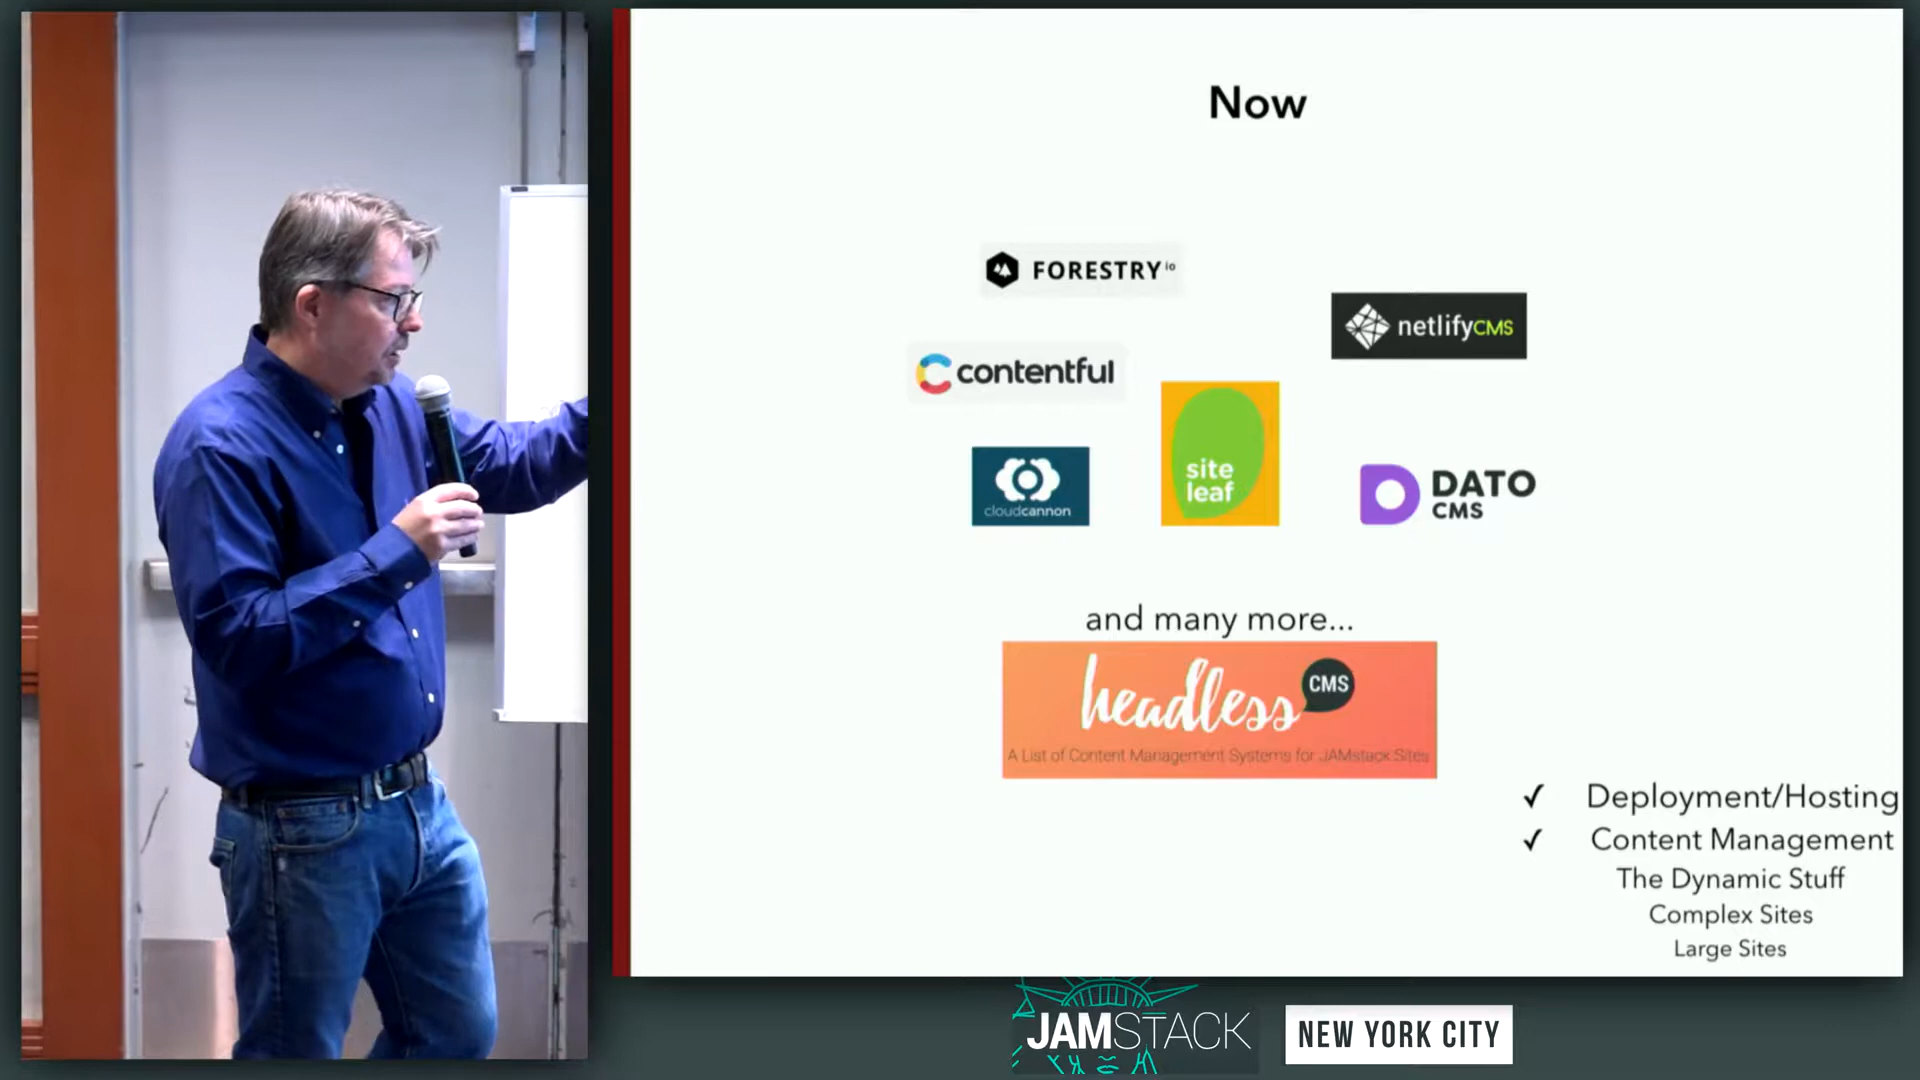 Now
FORESTRY io
netlifyCMS
contentful
site
leaf
cloudcannon
DATO
CMS
and many more...
headless CMS
A List of Content Management Systems for JAMstack Sites
✓ Deployment/Hosting
✓ Content Management
The Dynamic Stuff
Complex Sites
Large Sites
JAMSTACK
NEW YORK CITY